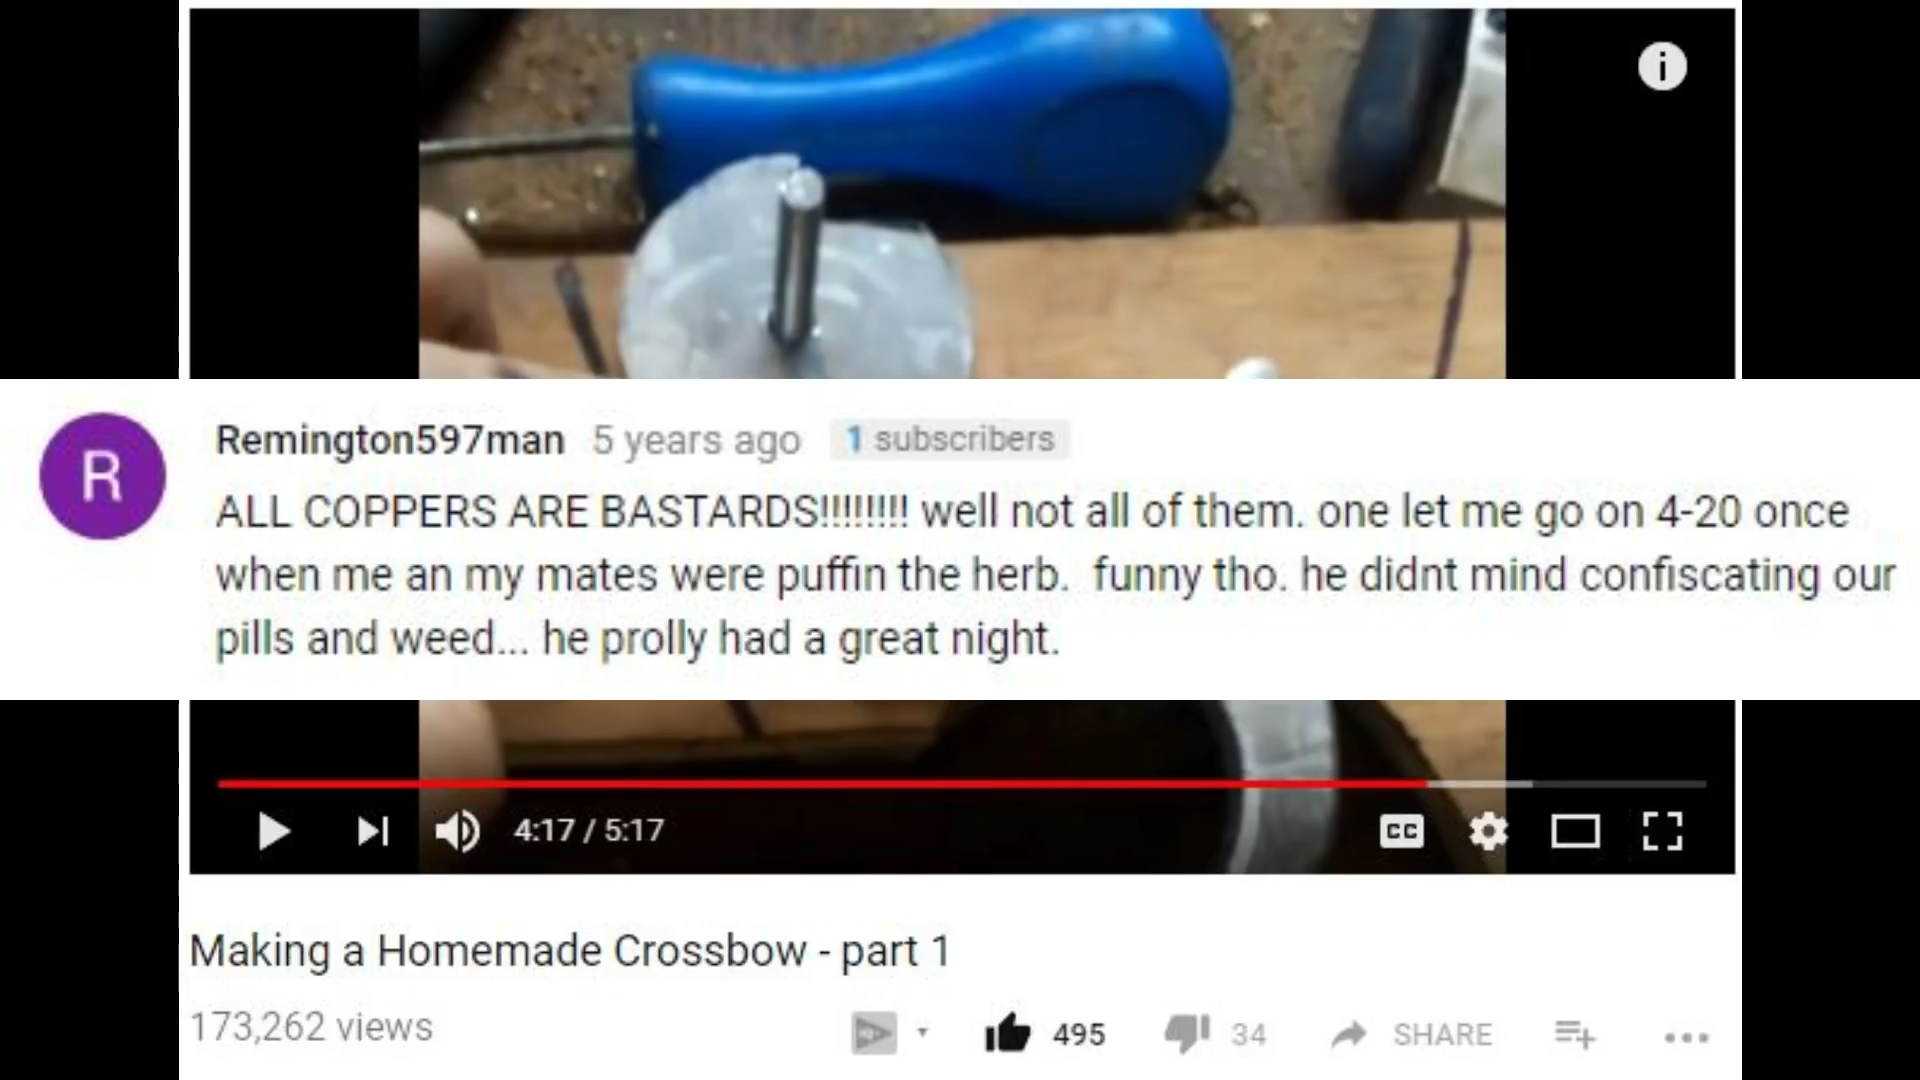 i
R
Remington597man 5 years ago 1 subscribers
ALL COPPERS ARE BASTARDS!!!!!!!! well not all of them. one let me go on 4-20 once
when me an my mates were puffin the herb.  funny tho. he didnt mind confiscating our
pills and weed... he prolly had a great night.
4:17 / 5:17 CC
Making a Homemade Crossbow - part 1
173,262 views 495 34 SHARE